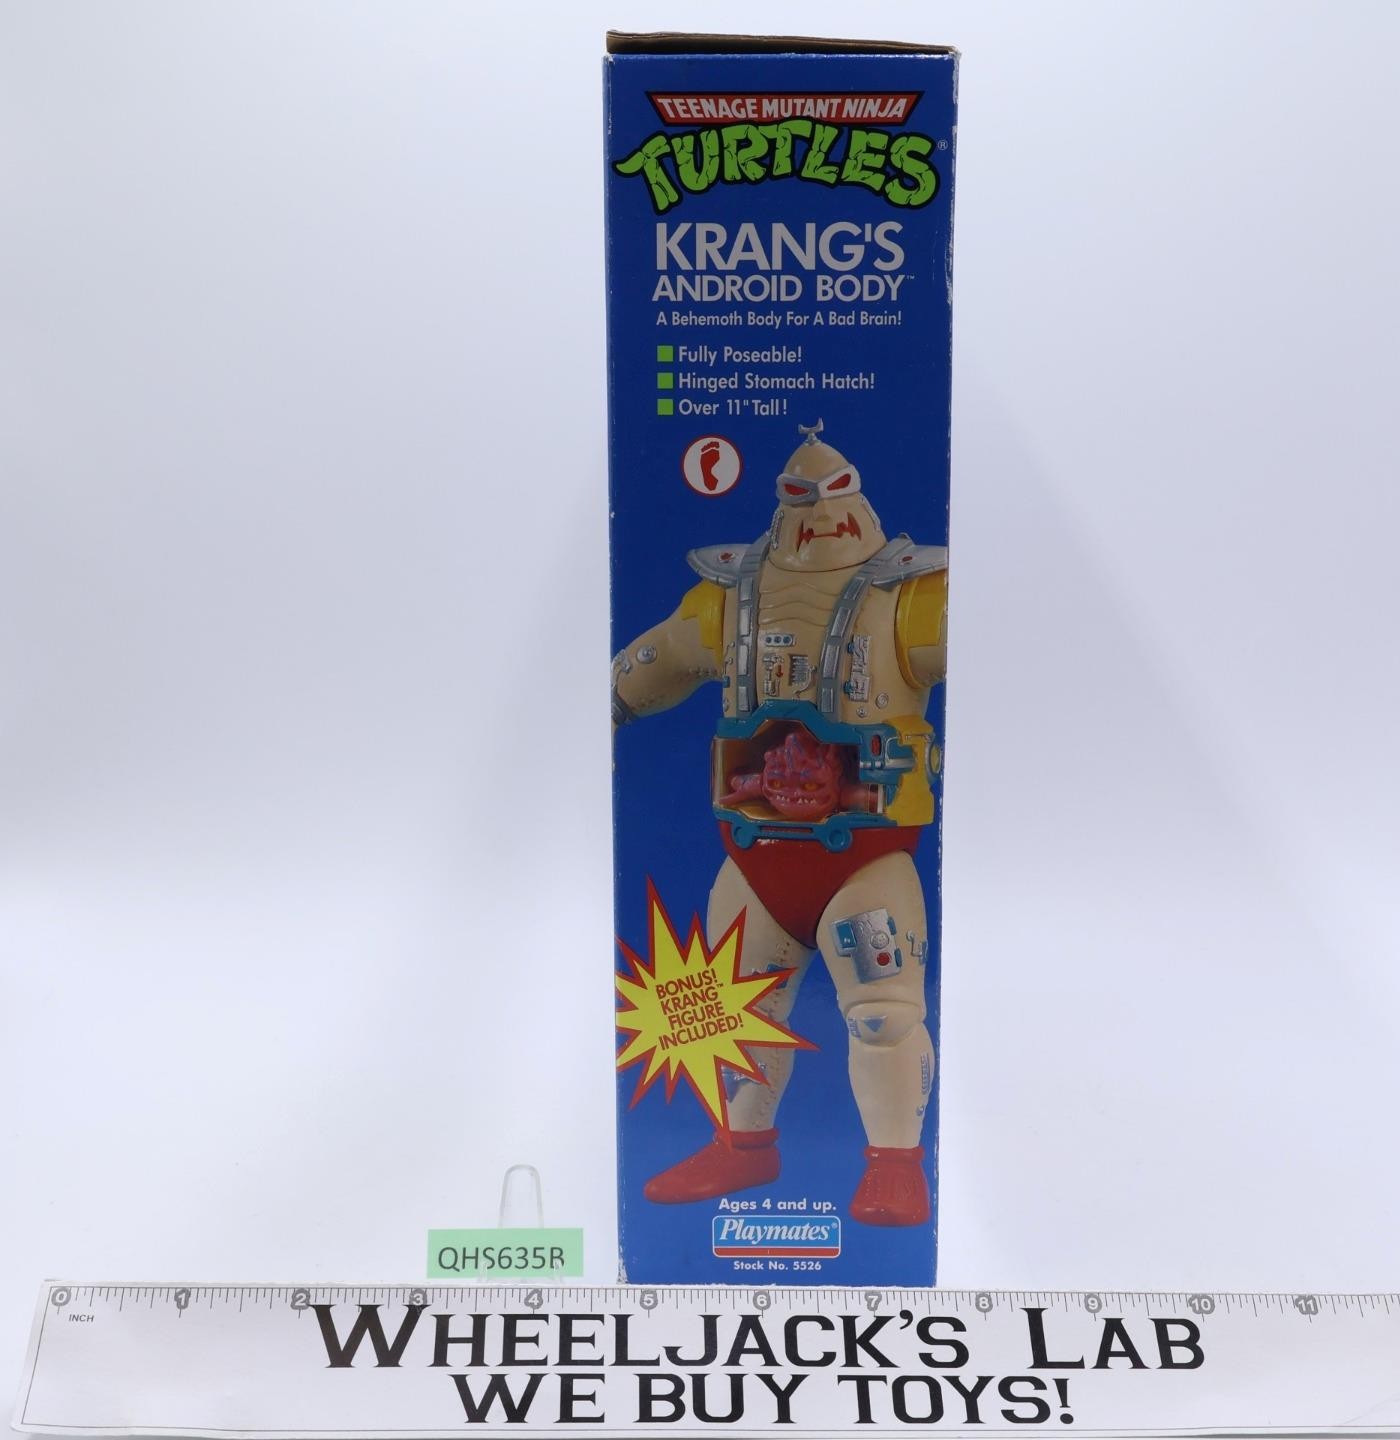 TEENAGE MUTANT NINJA
TURTLES®
KRANG'S
ANDROID BODY™
A Behemoth Body For A Bad Brain!
Fully Poseable!
Hinged Stomach Hatch!
Over 11" Tall!
BONUS!
KRANG™
FIGURE
INCLUDED!
Ages 4 and up.
Playmates®
Stock No. 5526
QHS635B
0 1 2 3 4 5 6 7 8 9 10 11
INCH
WHEELJACK'S LAB
WE BUY TOYS!